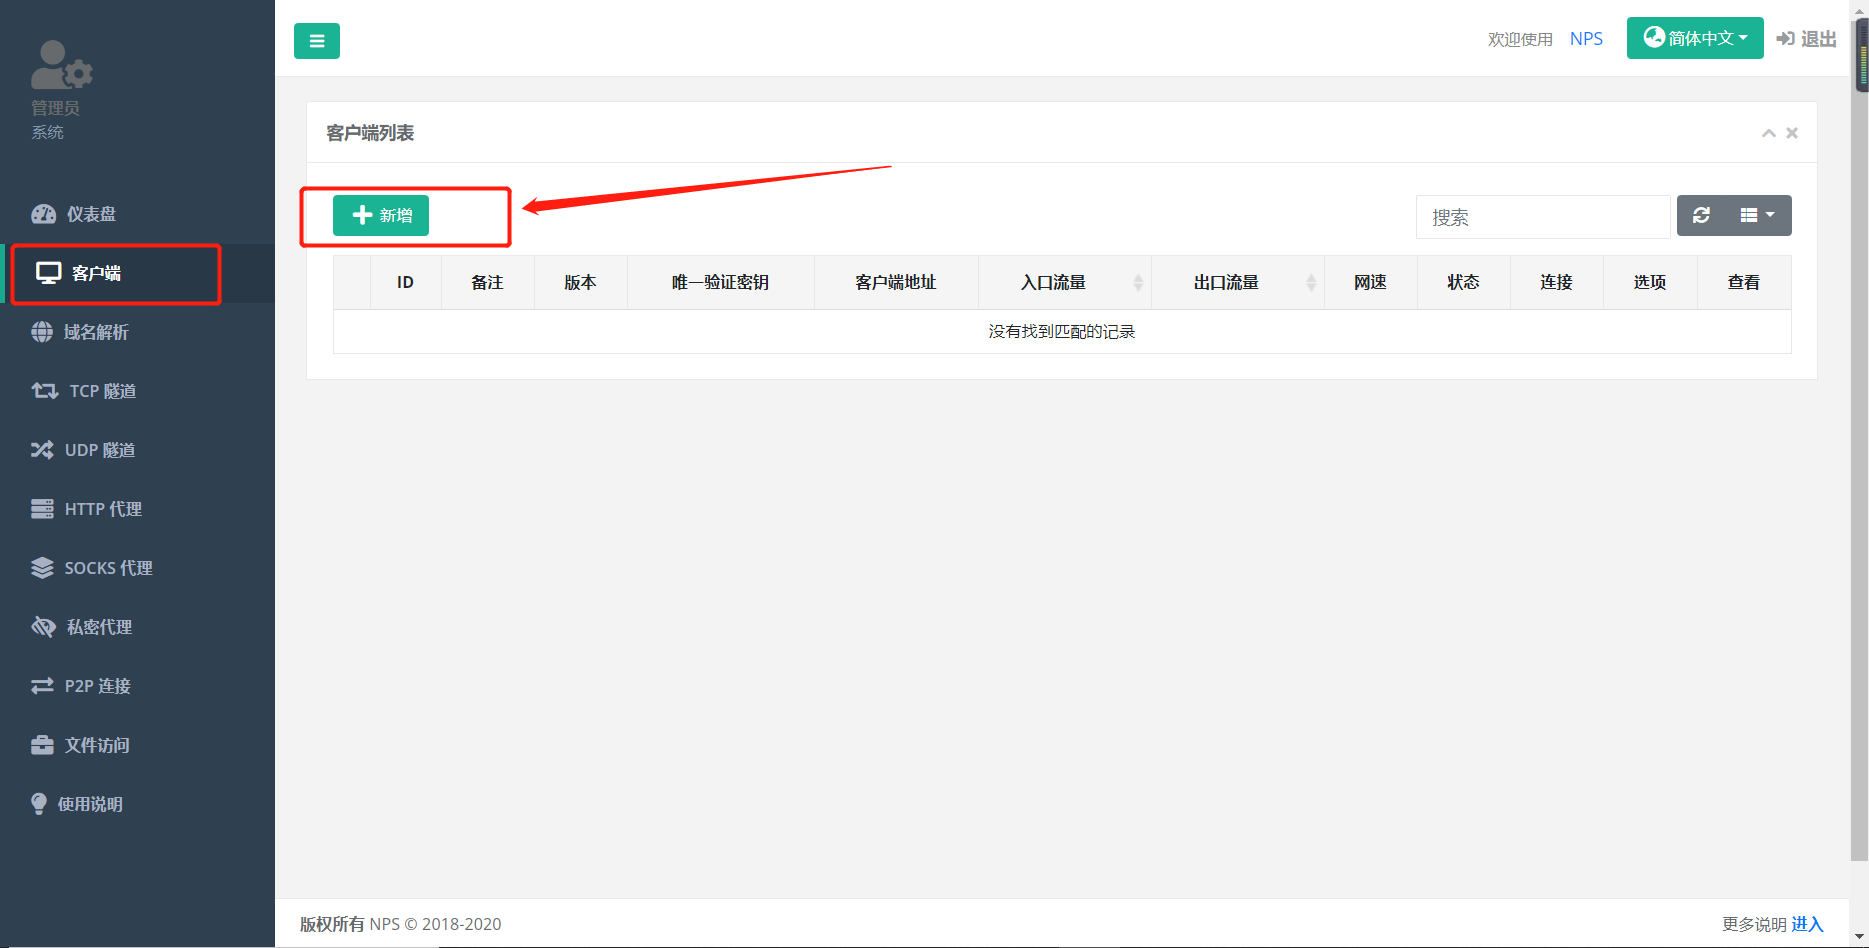 欢迎使用 NPS 简体中文 退出
管理员
系统
仪表盘
客户端
域名解析
TCP 隧道
UDP 隧道
HTTP 代理
SOCKS 代理
私密代理
P2P 连接
文件访问
使用说明
客户端列表
新增
搜索
ID 备注 版本 唯一验证密钥 客户端地址 入口流量 出口流量 网速 状态 连接 选项 查看
没有找到匹配的记录
版权所有 NPS © 2018-2020
更多说明 进入